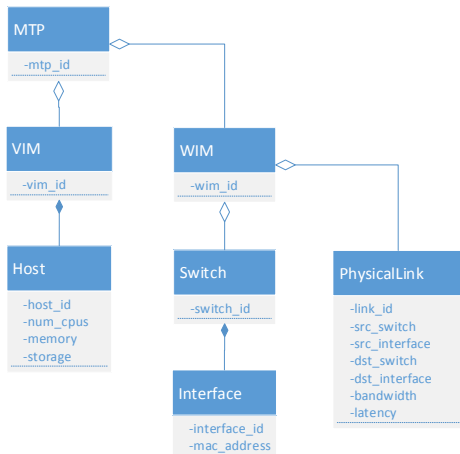 MTP
-mtp_id
VIM
-vim_id
WIM
-wim_id
Host
-host_id
-num_cpus
-memory
-storage
Switch
-switch_id
PhysicalLink
-link_id
-src_switch
-src_interface
-dst_switch
-dst_interface
-bandwidth
-latency
Interface
-interface_id
-mac_address